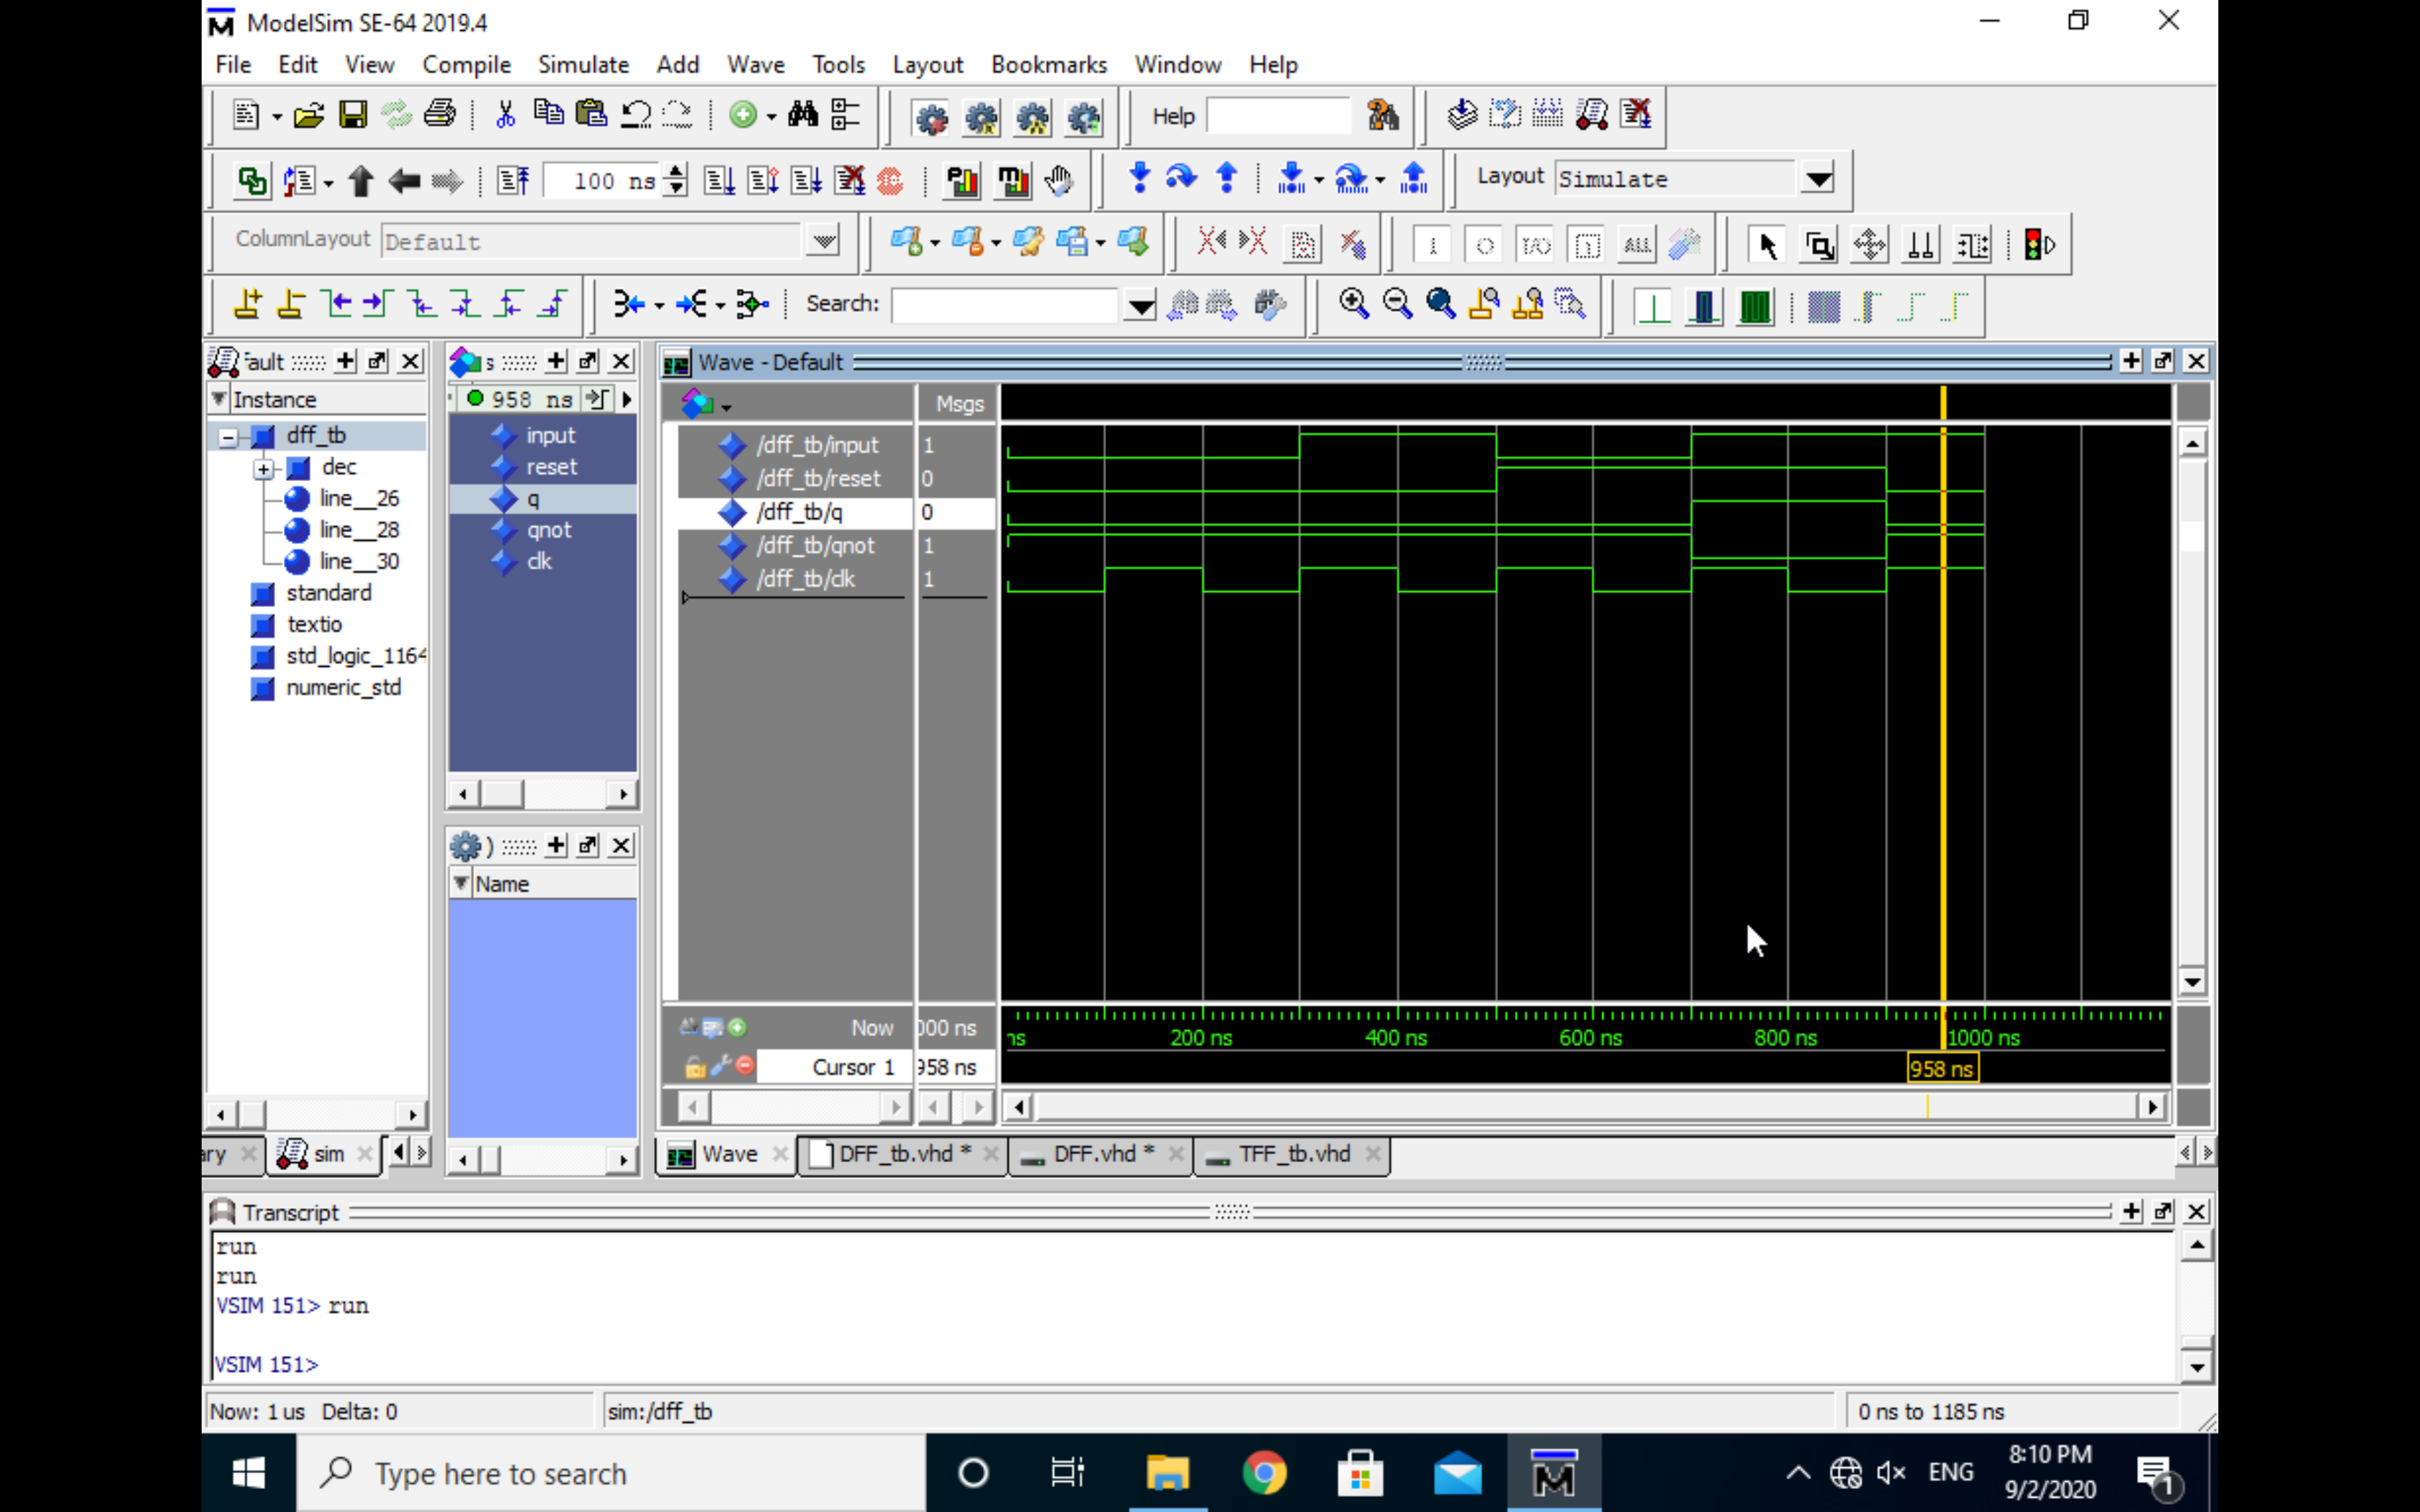 ModelSim SE-64 2019.4
File Edit View Compile Simulate Add Wave Tools Layout Bookmarks Window Help
Help
100 ns
Layout Simulate
ColumnLayout Default
ALL
Search:
ault
s
Wave - Default
Instance
958 ns
Msgs
dff_tb
input
/dff_tb/input 1
dec
reset
/dff_tb/reset 0
line__26
q
/dff_tb/q 0
line__28
qnot
/dff_tb/qnot 1
line__30
clk
/dff_tb/clk 1
standard
textio
std_logic_1164
numeric_std
)
Name
Now 000 ns
ns 200 ns 400 ns 600 ns 800 ns 1000 ns
Cursor 1 958 ns
958 ns
ary sim
Wave DFF_tb.vhd * DFF.vhd * TFF_tb.vhd
Transcript
run
run
VSIM 151> run
VSIM 151>
Now: 1 us Delta: 0
sim:/dff_tb
0 ns to 1185 ns
Type here to search
ENG
8:10 PM
9/2/2020
1